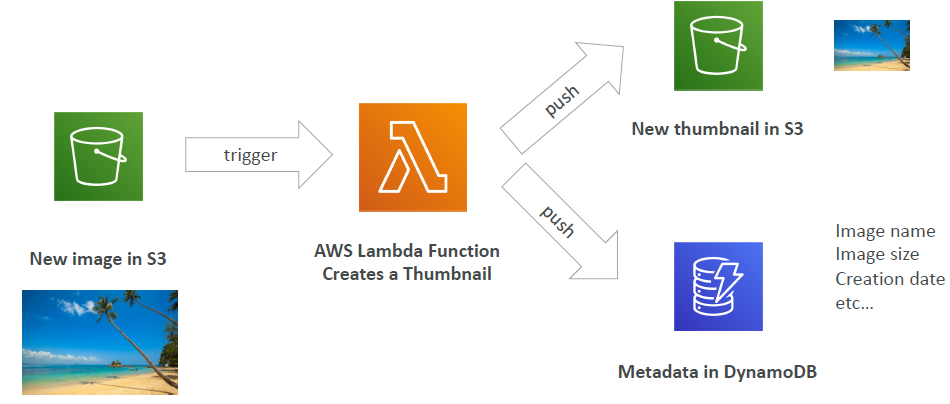 New image in S3
trigger
AWS Lambda Function
Creates a Thumbnail
push
New thumbnail in S3
push
Metadata in DynamoDB
Image name
Image size
Creation date
etc...